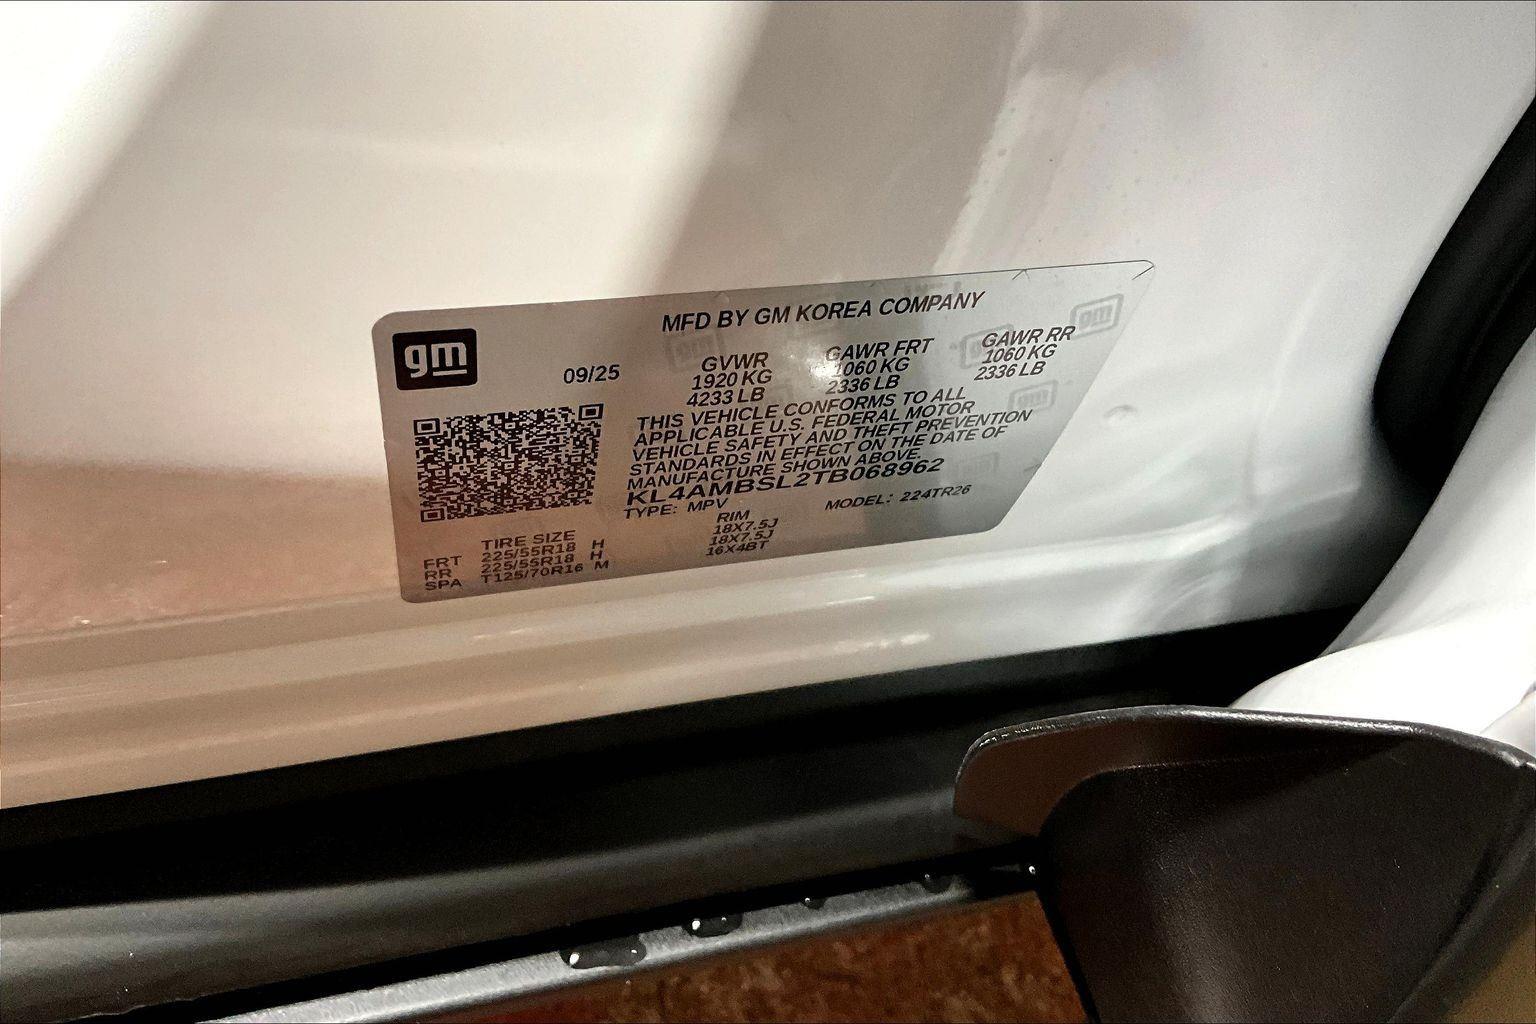 gm
MFD BY GM KOREA COMPANY
09/25
GVWR GAWR FRT GAWR RR
1920 KG 1060 KG 1060 KG
4233 LB 2336 LB 2336 LB
THIS VEHICLE CONFORMS TO ALL
APPLICABLE U.S. FEDERAL MOTOR
VEHICLE SAFETY AND THEFT PREVENTION
STANDARDS IN EFFECT ON THE DATE OF
MANUFACTURE SHOWN ABOVE.
KL4AMBSL2TB068962
TYPE: MPV MODEL: 224TR26
TIRE SIZE RIM
FRT 225/55R18 H 18X7.5J
RR 225/55R18 H 18X7.5J
SPA T125/70R16 M 16X4BT